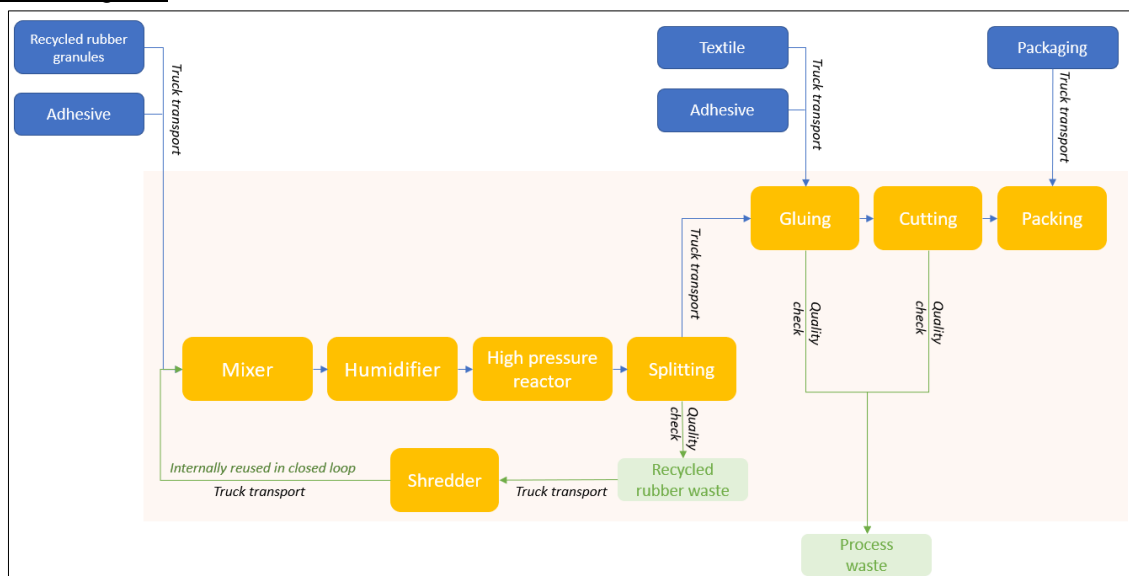 Recycled rubber
granules
Adhesive
Truck transport
Textile
Adhesive
Truck transport
Packaging
Truck transport
Gluing
Cutting
Packing
Truck transport
Quality
check
Quality
check
Mixer
Humidifier
High pressure
reactor
Splitting
Quality
check
Internally reused in closed loop
Truck transport
Shredder
Truck transport
Recycled
rubber waste
Process
waste